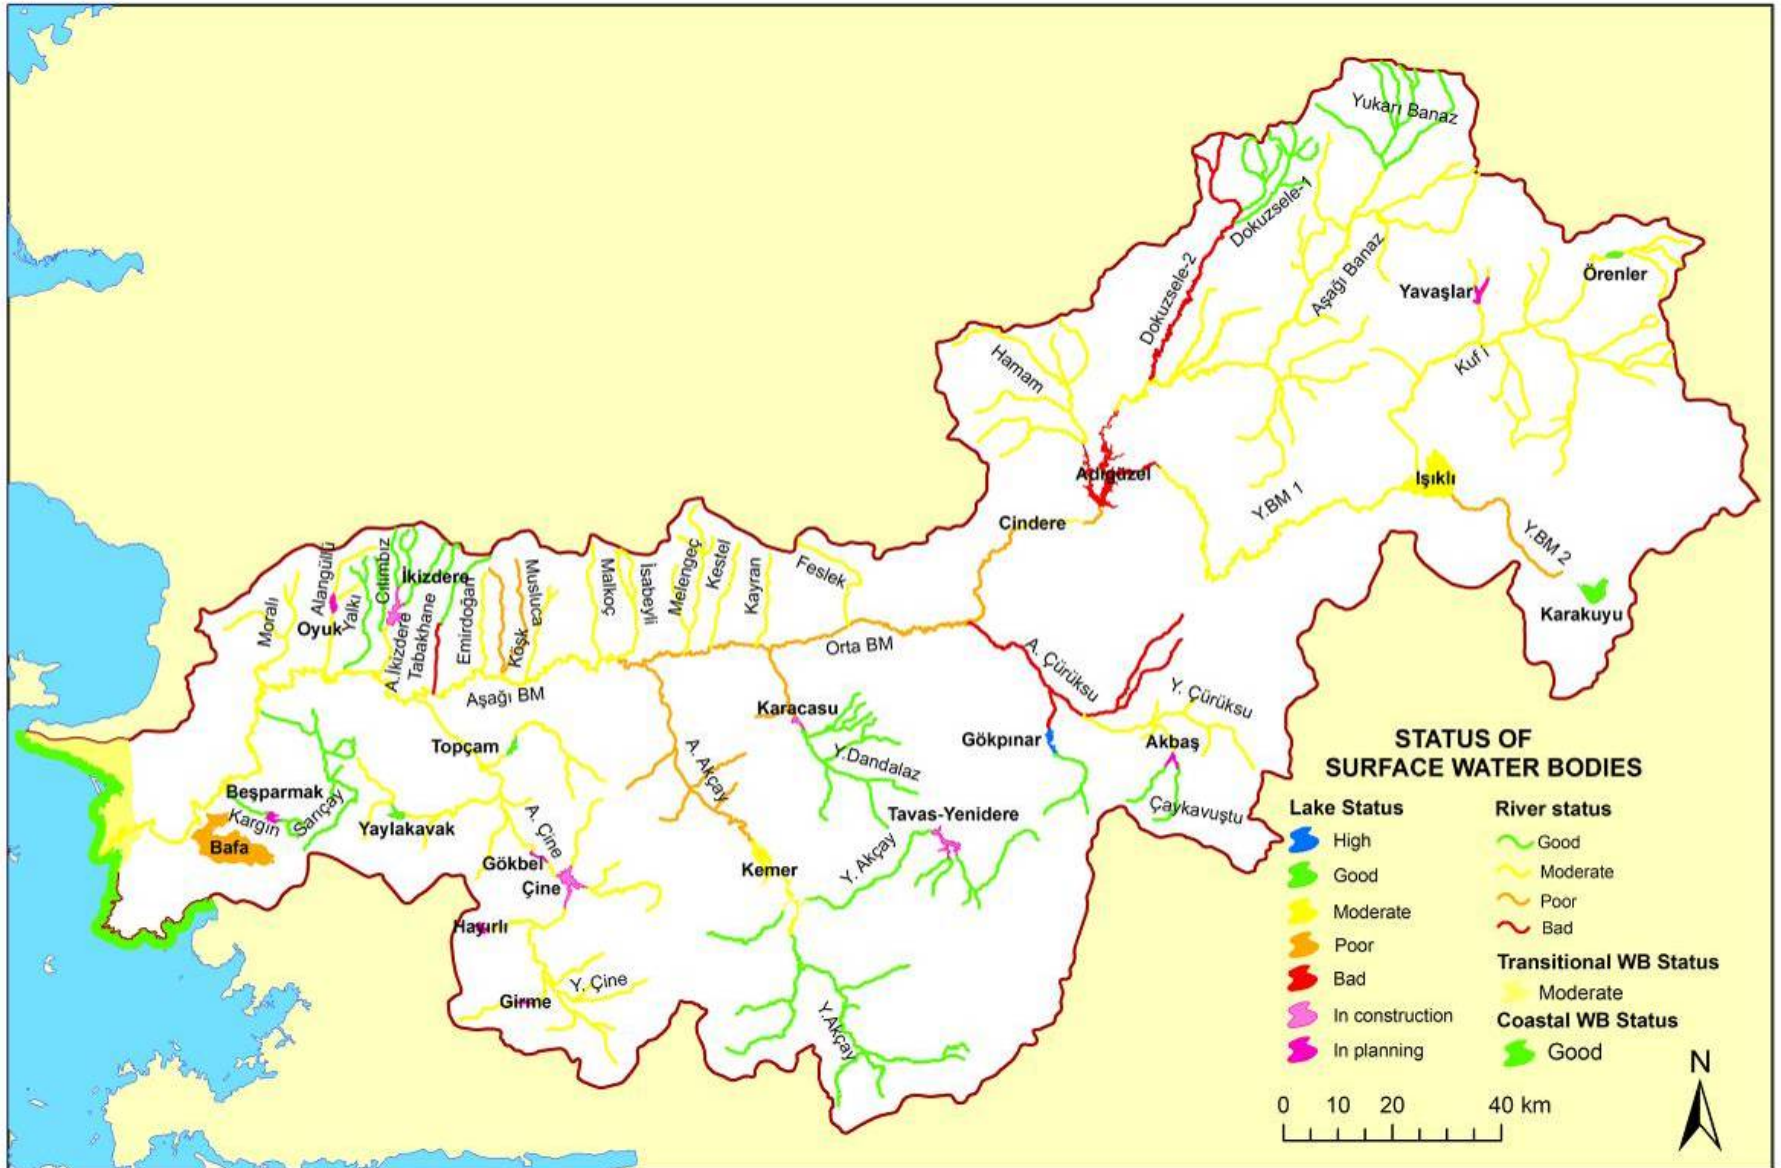 Yukarı Banaz
Dokuzsele-1
Dokuzsele-2
Aşağı Banaz
Yavaşlar
Örenler
Hamam
Kufi
Adıgüzel
Işıklı
Y.BM 1
Y.BM 2
Cindere
Karakuyu
Moralı
Alangüllü
Yalkı
Oyuk
Citimbız
İkizdere
A.İkizdere
Tabakhane
Emirdoğan
Köşk
Musluca
Malkoç
İsabeyli
Melengeç
Kestel
Kayran
Feslek
Orta BM
Aşağı BM
A. Çürüksu
Y. Çürüksu
Karacasu
Gökpınar
Akbaş
Topçam
A. Akçay
Y.Dandalaz
Çaykavuştu
Beşparmak
Kargın
Sarıçay
Yaylakavak
Bafa
A. Çine
Gökbel
Çine
Kemer
Y. Akçay
Tavas-Yenidere
Hayırlı
Girme
Y. Çine
Y.Akçay
STATUS OF
SURFACE WATER BODIES
Lake Status
High
Good
Moderate
Poor
Bad
In construction
In planning
River status
Good
Moderate
Poor
Bad
Transitional WB Status
Moderate
Coastal WB Status
Good
N
0 10 20 40 km